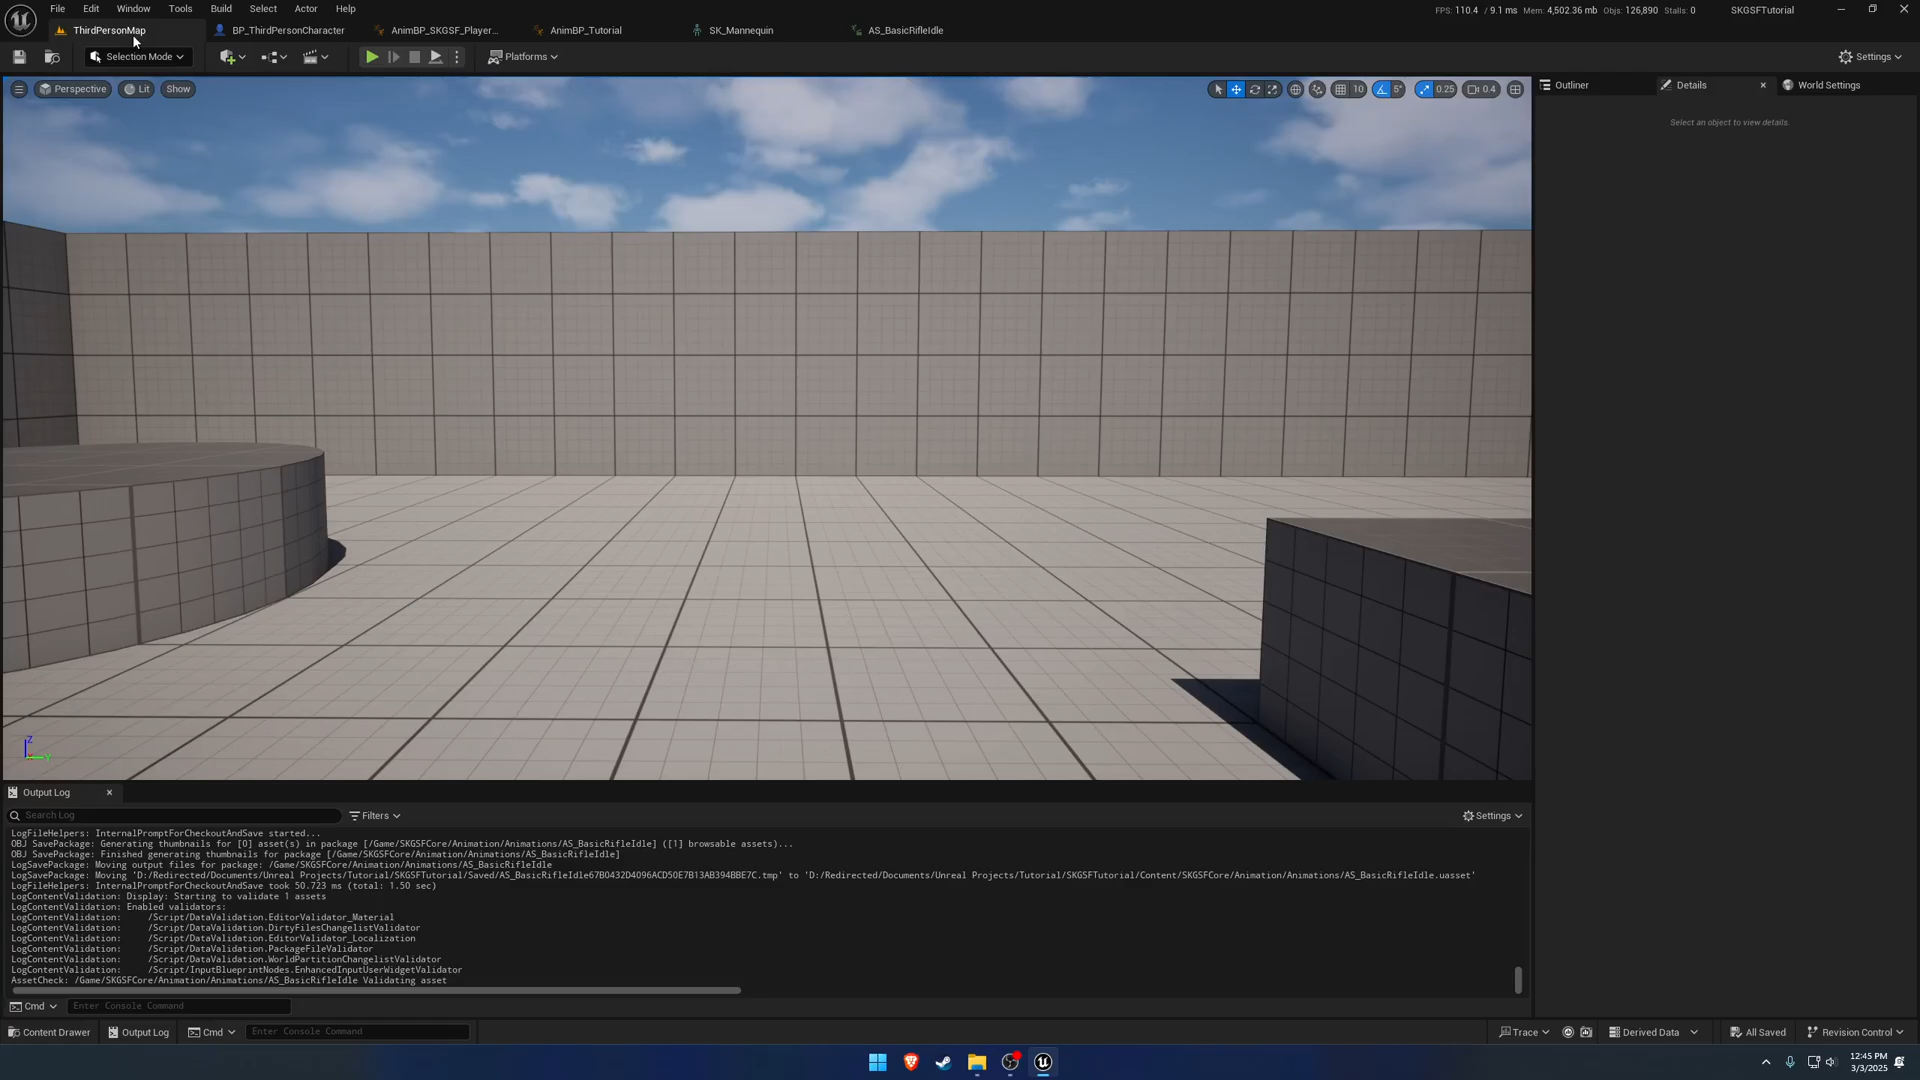 File Edit Window Tools Build Select Actor Help
FPS: 110.4 / 9.1 ms Mem: 4,502.36 mb Objs: 126,890 Stalls: 0 SKGSFTutorial
ThirdPersonMap BP_ThirdPersonCharacter AnimBP_SKGSF_Player... AnimBP_Tutorial SK_Mannequin AS_BasicRifleIdle
Selection Mode Platforms Settings
Perspective Lit Show 10 5° 0.25 0.4
Outliner Details World Settings
Select an object to view details.
Z
Y
Output Log
Search Log Filters Settings
LogFileHelpers: InternalPromptForCheckoutAndSave started...
OBJ SavePackage: Generating thumbnails for [0] asset(s) in package [/Game/SKGSFCore/Animation/Animations/AS_BasicRifleIdle] ([1] browsable assets)...
OBJ SavePackage: Finished generating thumbnails for package [/Game/SKGSFCore/Animation/Animations/AS_BasicRifleIdle]
LogSavePackage: Moving output files for package: /Game/SKGSFCore/Animation/Animations/AS_BasicRifleIdle
LogSavePackage: Moving 'D:/Redirected/Documents/Unreal Projects/Tutorial/SKGSFTutorial/Saved/AS_BasicRifleIdle67B0432D4096ACD50E7B13AB394BBE7C.tmp' to 'D:/Redirected/Documents/Unreal Projects/Tutorial/SKGSFTutorial/Content/SKGSFCore/Animation/Animations/AS_BasicRifleIdle.uasset'
LogFileHelpers: InternalPromptForCheckoutAndSave took 50.723 ms (total: 1.50 sec)
LogContentValidation: Display: Starting to validate 1 assets
LogContentValidation: Enabled validators:
LogContentValidation: /Script/DataValidation.EditorValidator_Material
LogContentValidation: /Script/DataValidation.DirtyFilesChangelistValidator
LogContentValidation: /Script/DataValidation.EditorValidator_Localization
LogContentValidation: /Script/DataValidation.PackageFileValidator
LogContentValidation: /Script/DataValidation.WorldPartitionChangelistValidator
LogContentValidation: /Script/InputBlueprintNodes.EnhancedInputUserWidgetValidator
AssetCheck: /Game/SKGSFCore/Animation/Animations/AS_BasicRifleIdle Validating asset
Cmd Enter Console Command
Content Drawer Output Log Cmd Enter Console Command Trace Derived Data All Saved Revision Control
12:45 PM
3/3/2025